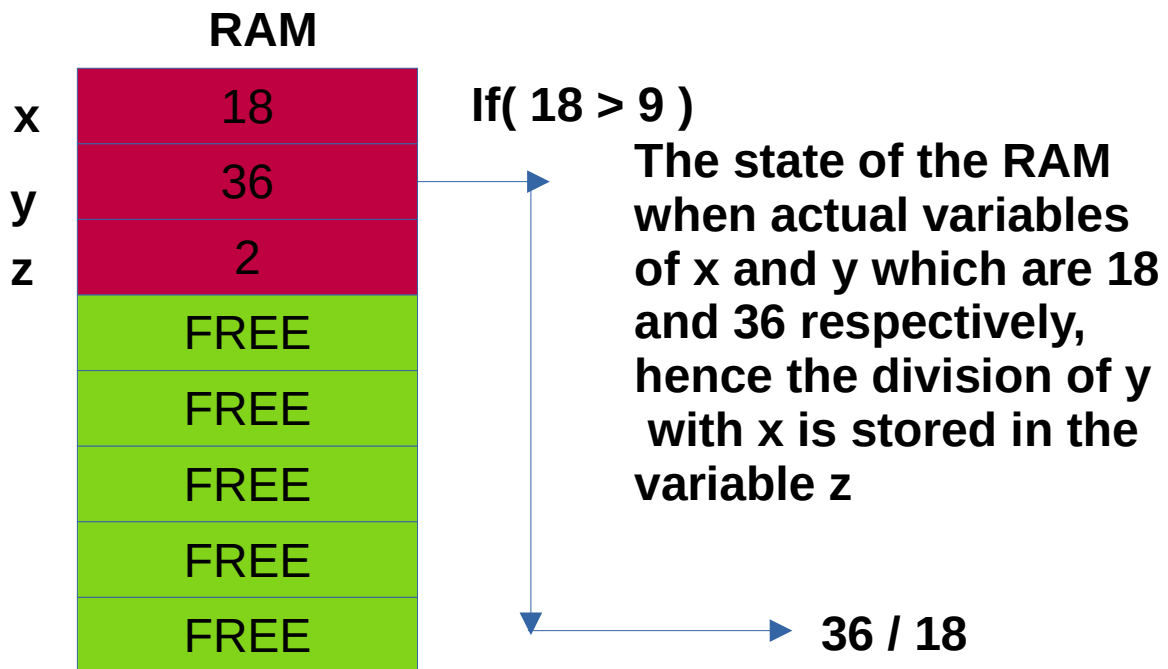 RAM
x 18 If( 18 > 9 )
y 36
z 2
The state of the RAM
when actual variables
of x and y which are 18
and 36 respectively,
hence the division of y
with x is stored in the
variable z
FREE
FREE
FREE
FREE
FREE
36 / 18